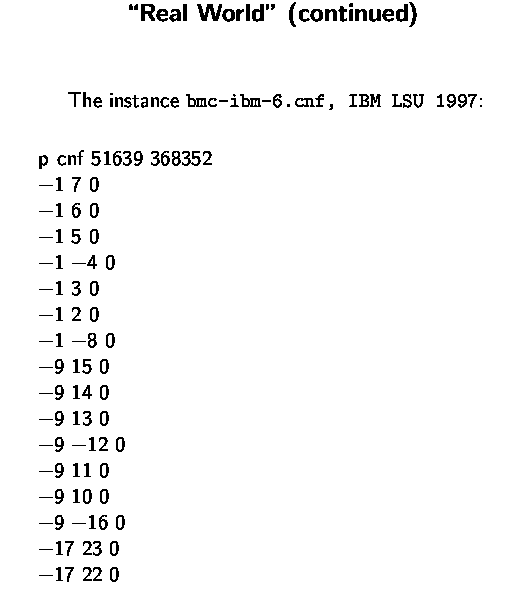 “Real World” (continued)
The instance bmc-ibm-6.cnf, IBM LSU 1997:
p cnf 51639 368352
−1 7 0
−1 6 0
−1 5 0
−1 −4 0
−1 3 0
−1 2 0
−1 −8 0
−9 15 0
−9 14 0
−9 13 0
−9 −12 0
−9 11 0
−9 10 0
−9 −16 0
−17 23 0
−17 22 0